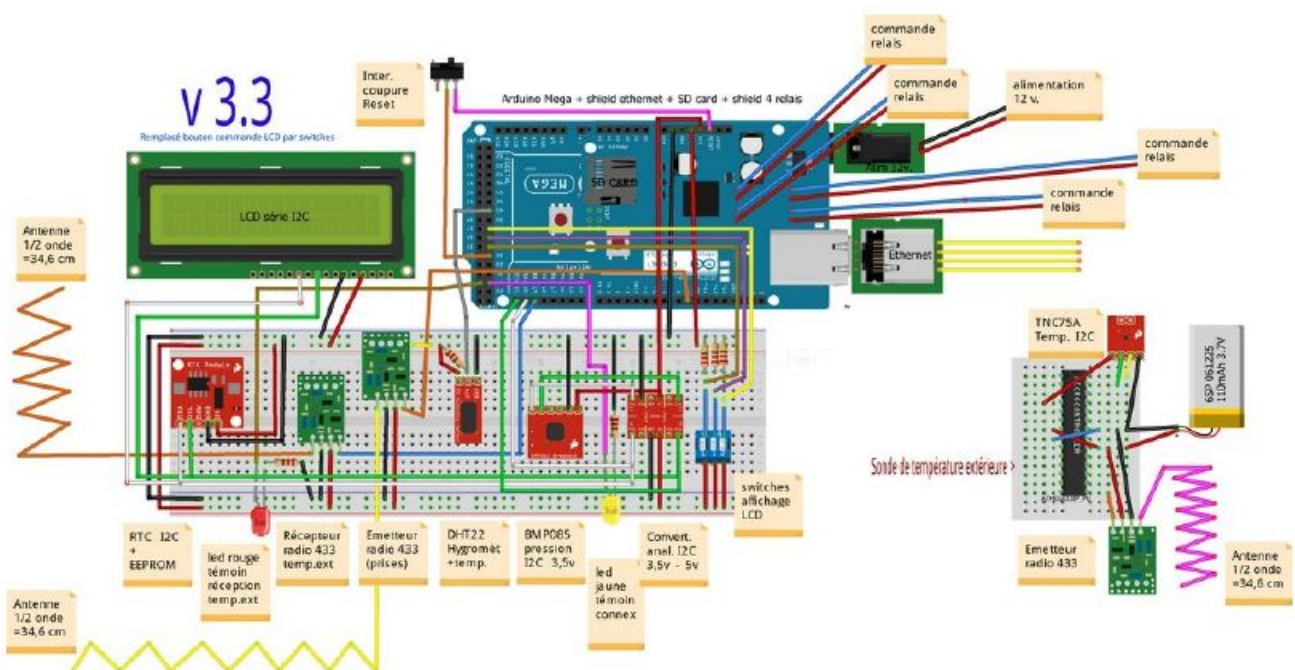 v 3.3
Remplacé bouton commande LCD par switches
Inter.
coupure
Reset
Arduino Mega + shield ethernet + SD card + shield 4 relais
commande
relais
commande
relais
alimentation
12 v.
commande
relais
commande
relais
LCD série I2C
MEGA
SD CARD
Ethernet
Antenne
1/2 onde
=34,6 cm
TNC75A
Temp. I2C
6SP 061225
110mAh 3.7V
Sonde de température extérieure >
switches
affichage
LCD
RTC I2C
+
EEPROM
led rouge
témoin
réception
temp.ext
Récepteur
radio 433
temp.ext
Emetteur
radio 433
(prises)
DHT22
Hygromèt
+temp.
BMP085
pression
I2C 3,5v
led
jaune
témoin
connex
Convert.
anal. I2C
3,5v - 5v
Emetteur
radio 433
Antenne
1/2 onde
=34,6 cm
Antenne
1/2 onde
=34,6 cm